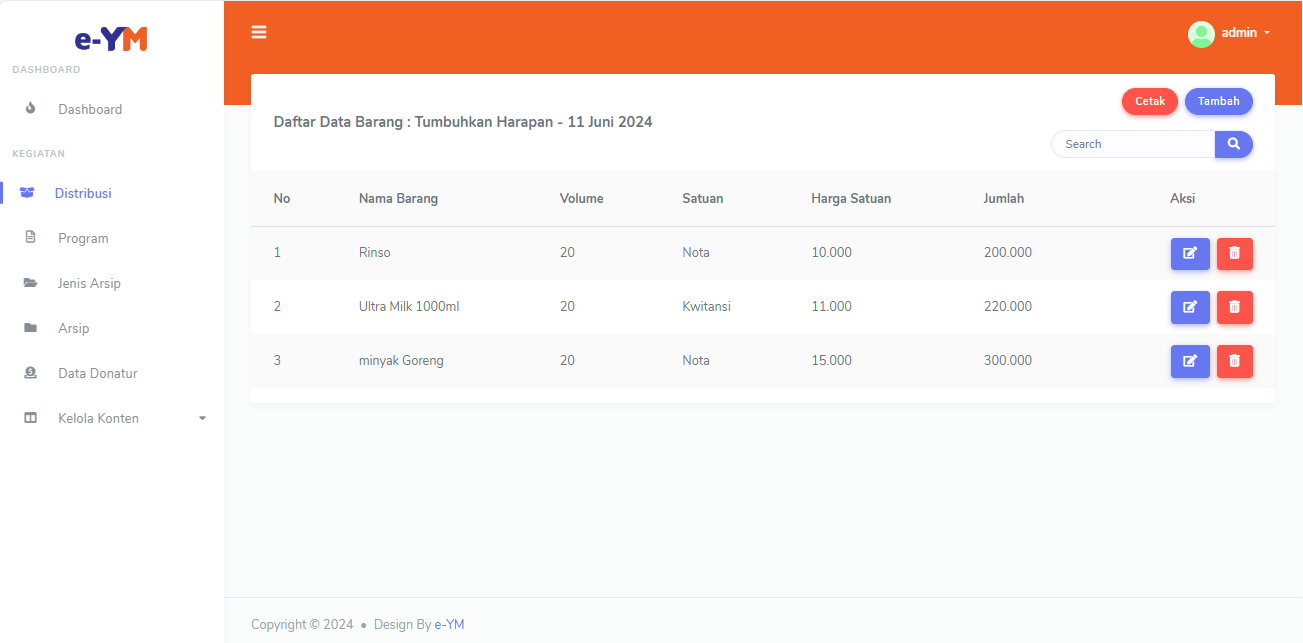 e-YM
admin
DASHBOARD
Dashboard
KEGIATAN
Distribusi
Program
Jenis Arsip
Arsip
Data Donatur
Kelola Konten
Cetak Tambah
Daftar Data Barang : Tumbuhkan Harapan - 11 Juni 2024
Search
No Nama Barang Volume Satuan Harga Satuan Jumlah Aksi
1 Rinso 20 Nota 10.000 200.000
2 Ultra Milk 1000ml 20 Kwitansi 11.000 220.000
3 minyak Goreng 20 Nota 15.000 300.000
Copyright © 2024 • Design By e-YM